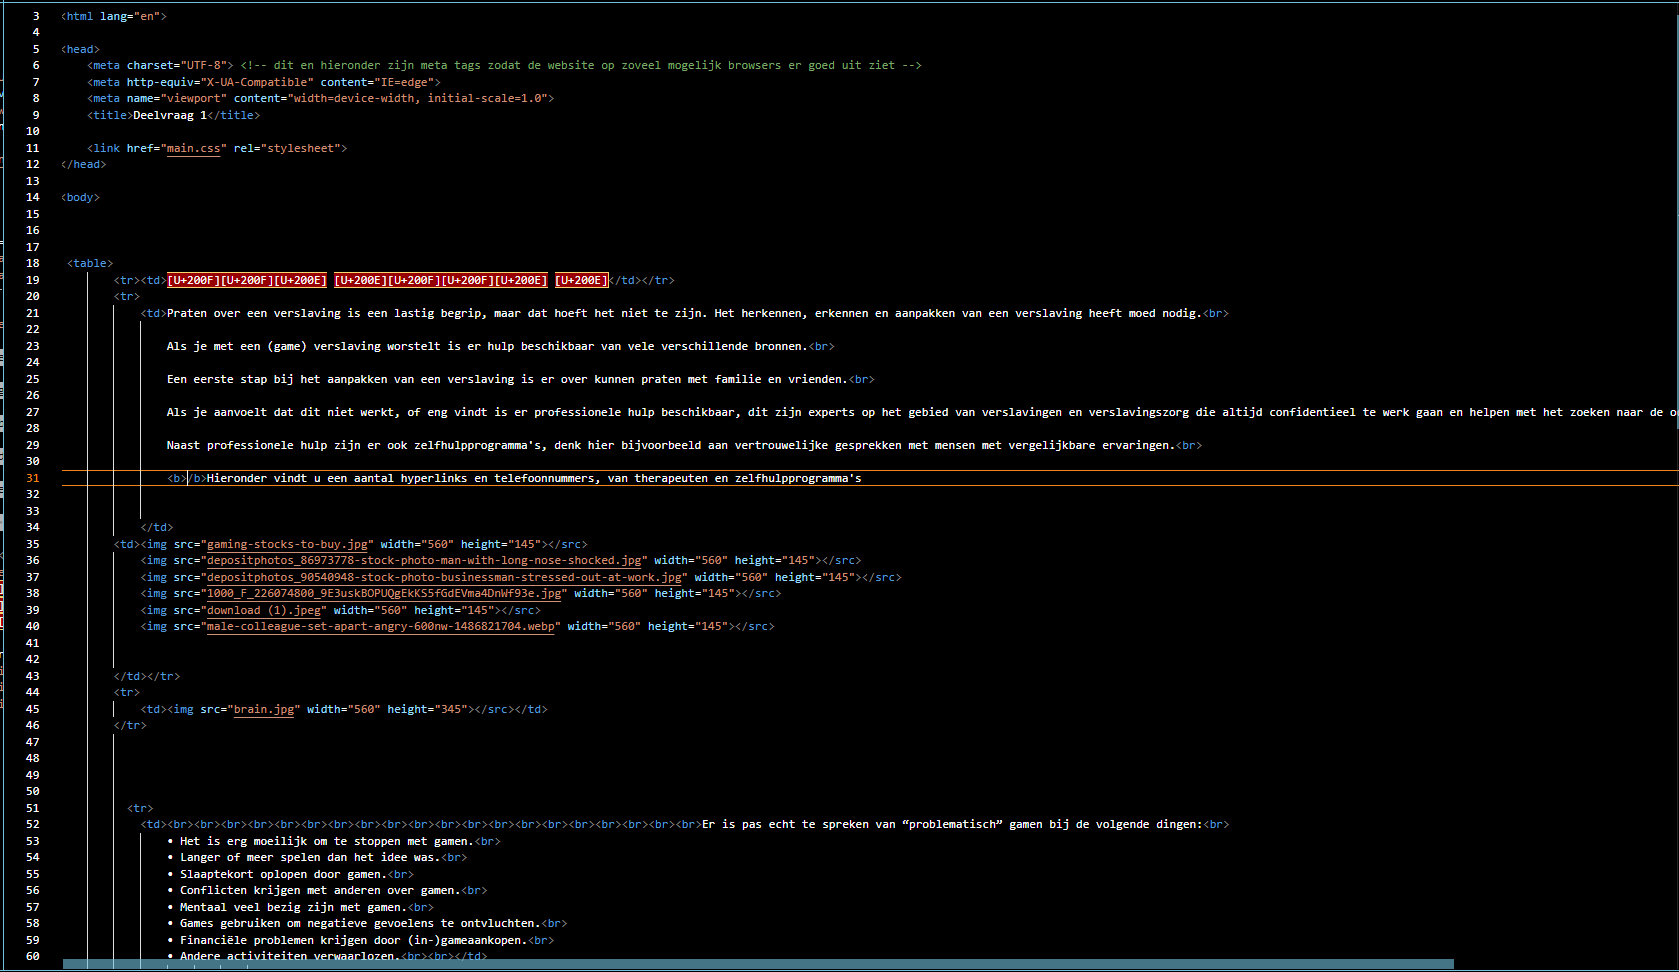 3 <html lang="en">
4
5 <head>
6 <meta charset="UTF-8"> <!-- dit en hieronder zijn meta tags zodat de website op zoveel mogelijk browsers er goed uit ziet -->
7 <meta http-equiv="X-UA-Compatible" content="IE=edge">
8 <meta name="viewport" content="width=device-width, initial-scale=1.0">
9 <title>Deelvraag 1</title>
10
11 <link href="main.css" rel="stylesheet">
12 </head>
13
14 <body>
15
16
17
18 <table>
19 <tr><td>[U+200F][U+200F][U+200E] [U+200E][U+200F][U+200F][U+200E] [U+200E]</td></tr>
20 <tr>
21 <td>Praten over een verslaving is een lastig begrip, maar dat hoeft het niet te zijn. Het herkennen, erkennen en aanpakken van een verslaving heeft moed nodig.<br>
22
23 Als je met een (game) verslaving worstelt is er hulp beschikbaar van vele verschillende bronnen.<br>
24
25 Een eerste stap bij het aanpakken van een verslaving is er over kunnen praten met familie en vrienden.<br>
26
27 Als je aanvoelt dat dit niet werkt, of eng vindt is er professionele hulp beschikbaar, dit zijn experts op het gebied van verslavingen en verslavingszorg die altijd confidentieel te werk gaan en helpen met het zoeken naar de
28
29 Naast professionele hulp zijn er ook zelfhulpprogramma's, denk hier bijvoorbeeld aan vertrouwelijke gesprekken met mensen met vergelijkbare ervaringen.<br>
30
31 <b>/b>Hieronder vindt u een aantal hyperlinks en telefoonnummers, van therapeuten en zelfhulpprogramma's
32
33
34 </td>
35 <td><img src="gaming-stocks-to-buy.jpg" width="560" height="145"></src>
36 <img src="depositphotos_86973778-stock-photo-man-with-long-nose-shocked.jpg" width="560" height="145"></src>
37 <img src="depositphotos_90540948-stock-photo-businessman-stressed-out-at-work.jpg" width="560" height="145"></src>
38 <img src="1000_F_226074800_9E3uskBOPUQgEkKS5fGdEVma4DnWf93e.jpg" width="560" height="145"></src>
39 <img src="download (1).jpeg" width="560" height="145"></src>
40 <img src="male-colleague-set-apart-angry-600nw-1486821704.webp" width="560" height="145"></src>
41
42
43 </td></tr>
44 <tr>
45 <td><img src="brain.jpg" width="560" height="345"></src></td>
46 </tr>
47
48
49
50
51 <tr>
52 <td><br><br><br><br><br><br><br><br><br><br><br><br><br><br><br><br><br><br><br><br>Er is pas echt te spreken van “problematisch” gamen bij de volgende dingen:<br>
53 • Het is erg moeilijk om te stoppen met gamen.<br>
54 • Langer of meer spelen dan het idee was.<br>
55 • Slaaptekort oplopen door gamen.<br>
56 • Conflicten krijgen met anderen over gamen.<br>
57 • Mentaal veel bezig zijn met gamen.<br>
58 • Games gebruiken om negatieve gevoelens te ontvluchten.<br>
59 • Financiële problemen krijgen door (in-)gameaankopen.<br>
60 • Andere activiteiten verwaarlozen.<br><br></td>